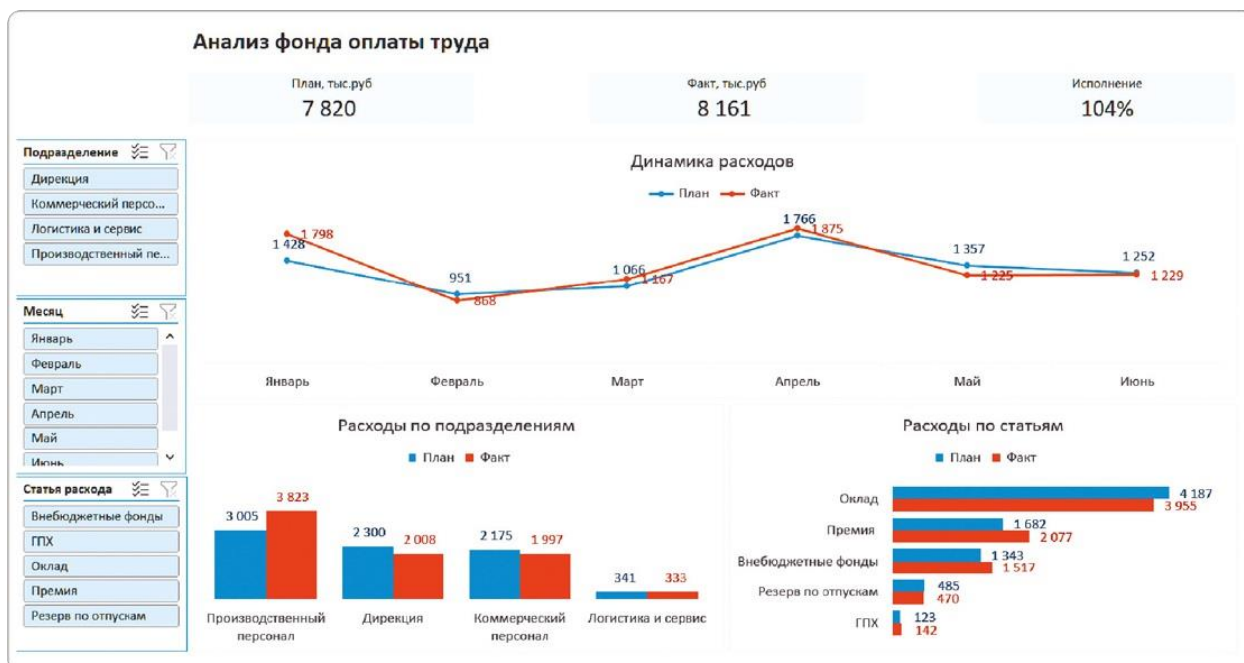 Анализ фонда оплаты труда
План, тыс.руб
7 820
Факт, тыс.руб
8 161
Исполнение
104%
Подразделение
Дирекция
Коммерческий персо...
Логистика и сервис
Производственный пе...
Месяц
Январь
Февраль
Март
Апрель
Май
Июнь
Статья расхода
Внебюджетные фонды
ГПХ
Оклад
Премия
Резерв по отпускам
Динамика расходов
План Факт
1 428 1 798
951 868
1 066 1 167
1 766 1 875
1 357 1 225
1 252 1 229
Январь Февраль Март Апрель Май Июнь
Расходы по подразделениям
План Факт
3 005 3 823
2 300 2 008
2 175 1 997
341 333
Производственный
персонал
Дирекция
Коммерческий
персонал
Логистика и сервис
Расходы по статьям
План Факт
Оклад 4 187
3 955
Премия 1 682
2 077
Внебюджетные фонды 1 343
1 517
Резерв по отпускам 485
470
ГПХ 123
142